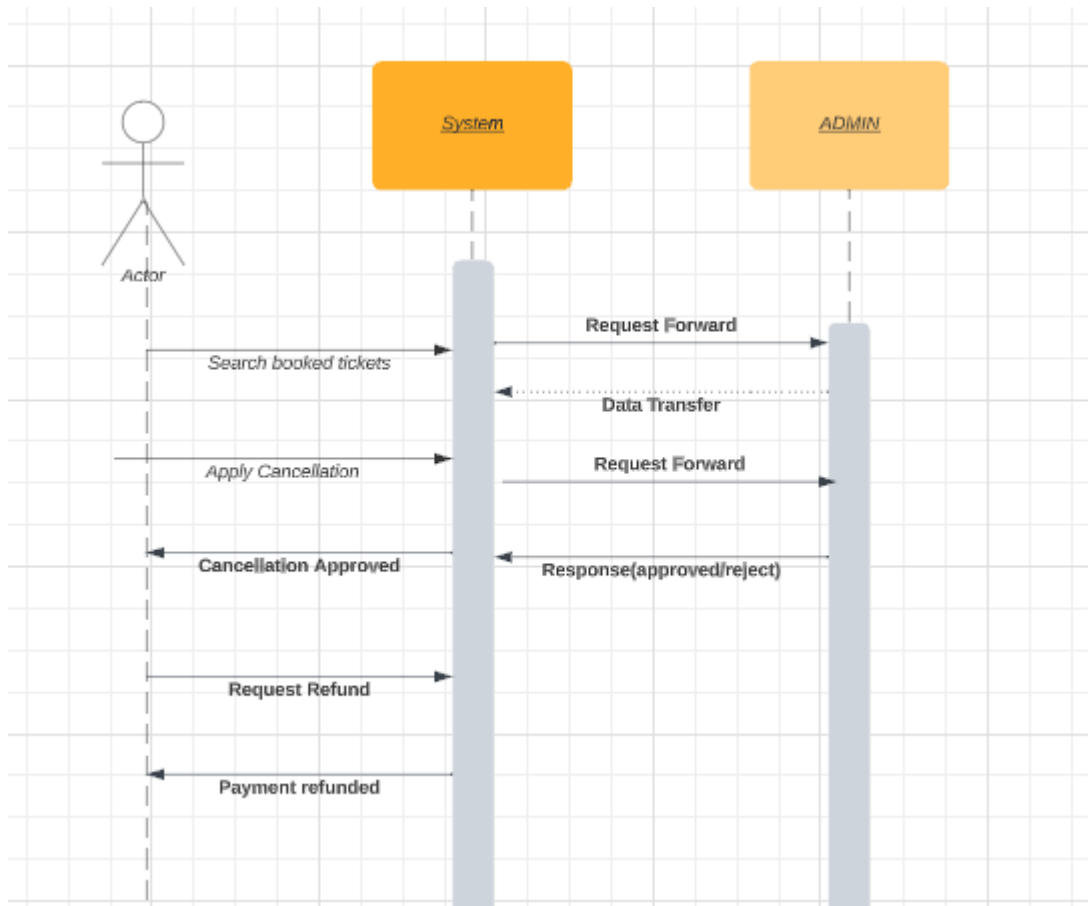 System
ADMIN
Actor
Request Forward
Search booked tickets
Data Transfer
Request Forward
Apply Cancellation
Cancellation Approved
Response(approved/reject)
Request Refund
Payment refunded